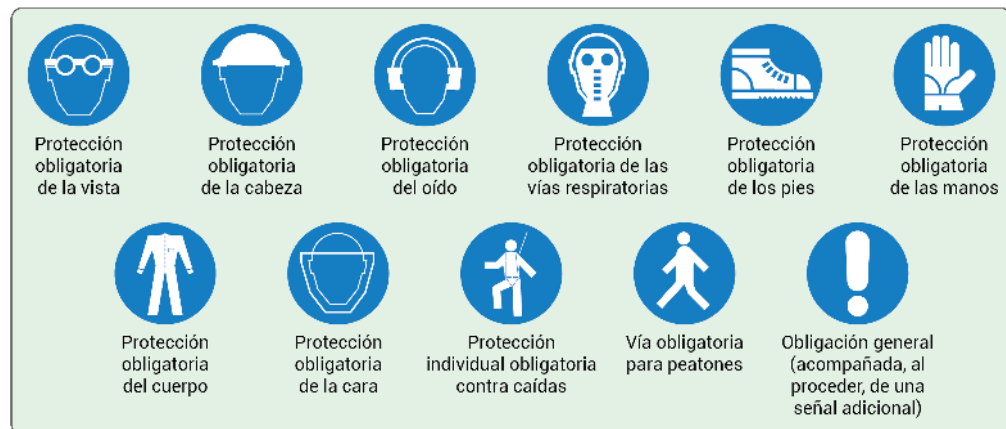 Protección
obligatoria
de la vista
Protección
obligatoria
de la cabeza
Protección
obligatoria
del oído
Protección
obligatoria de las
vías respiratorias
Protección
obligatoria
de los pies
Protección
obligatoria
de las manos
Protección
obligatoria
del cuerpo
Protección
obligatoria
de la cara
Protección
individual obligatoria
contra caídas
Vía obligatoria
para peatones
Obligación general
(acompañada, al
proceder, de una
señal adicional)